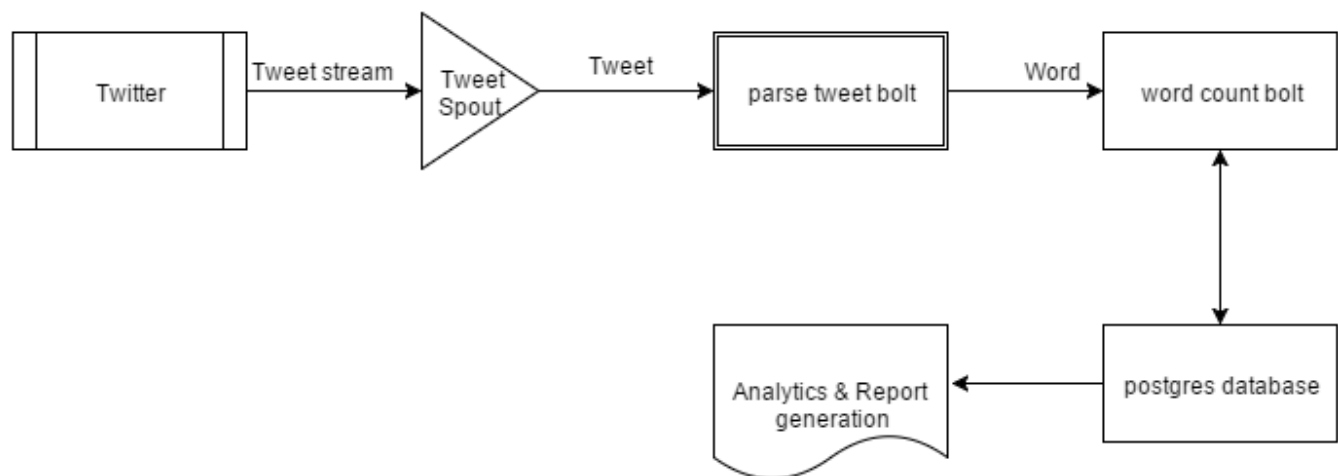 Twitter
Tweet stream
Tweet
Spout
Tweet
parse tweet bolt
Word
word count bolt
Analytics & Report
generation
postgres database